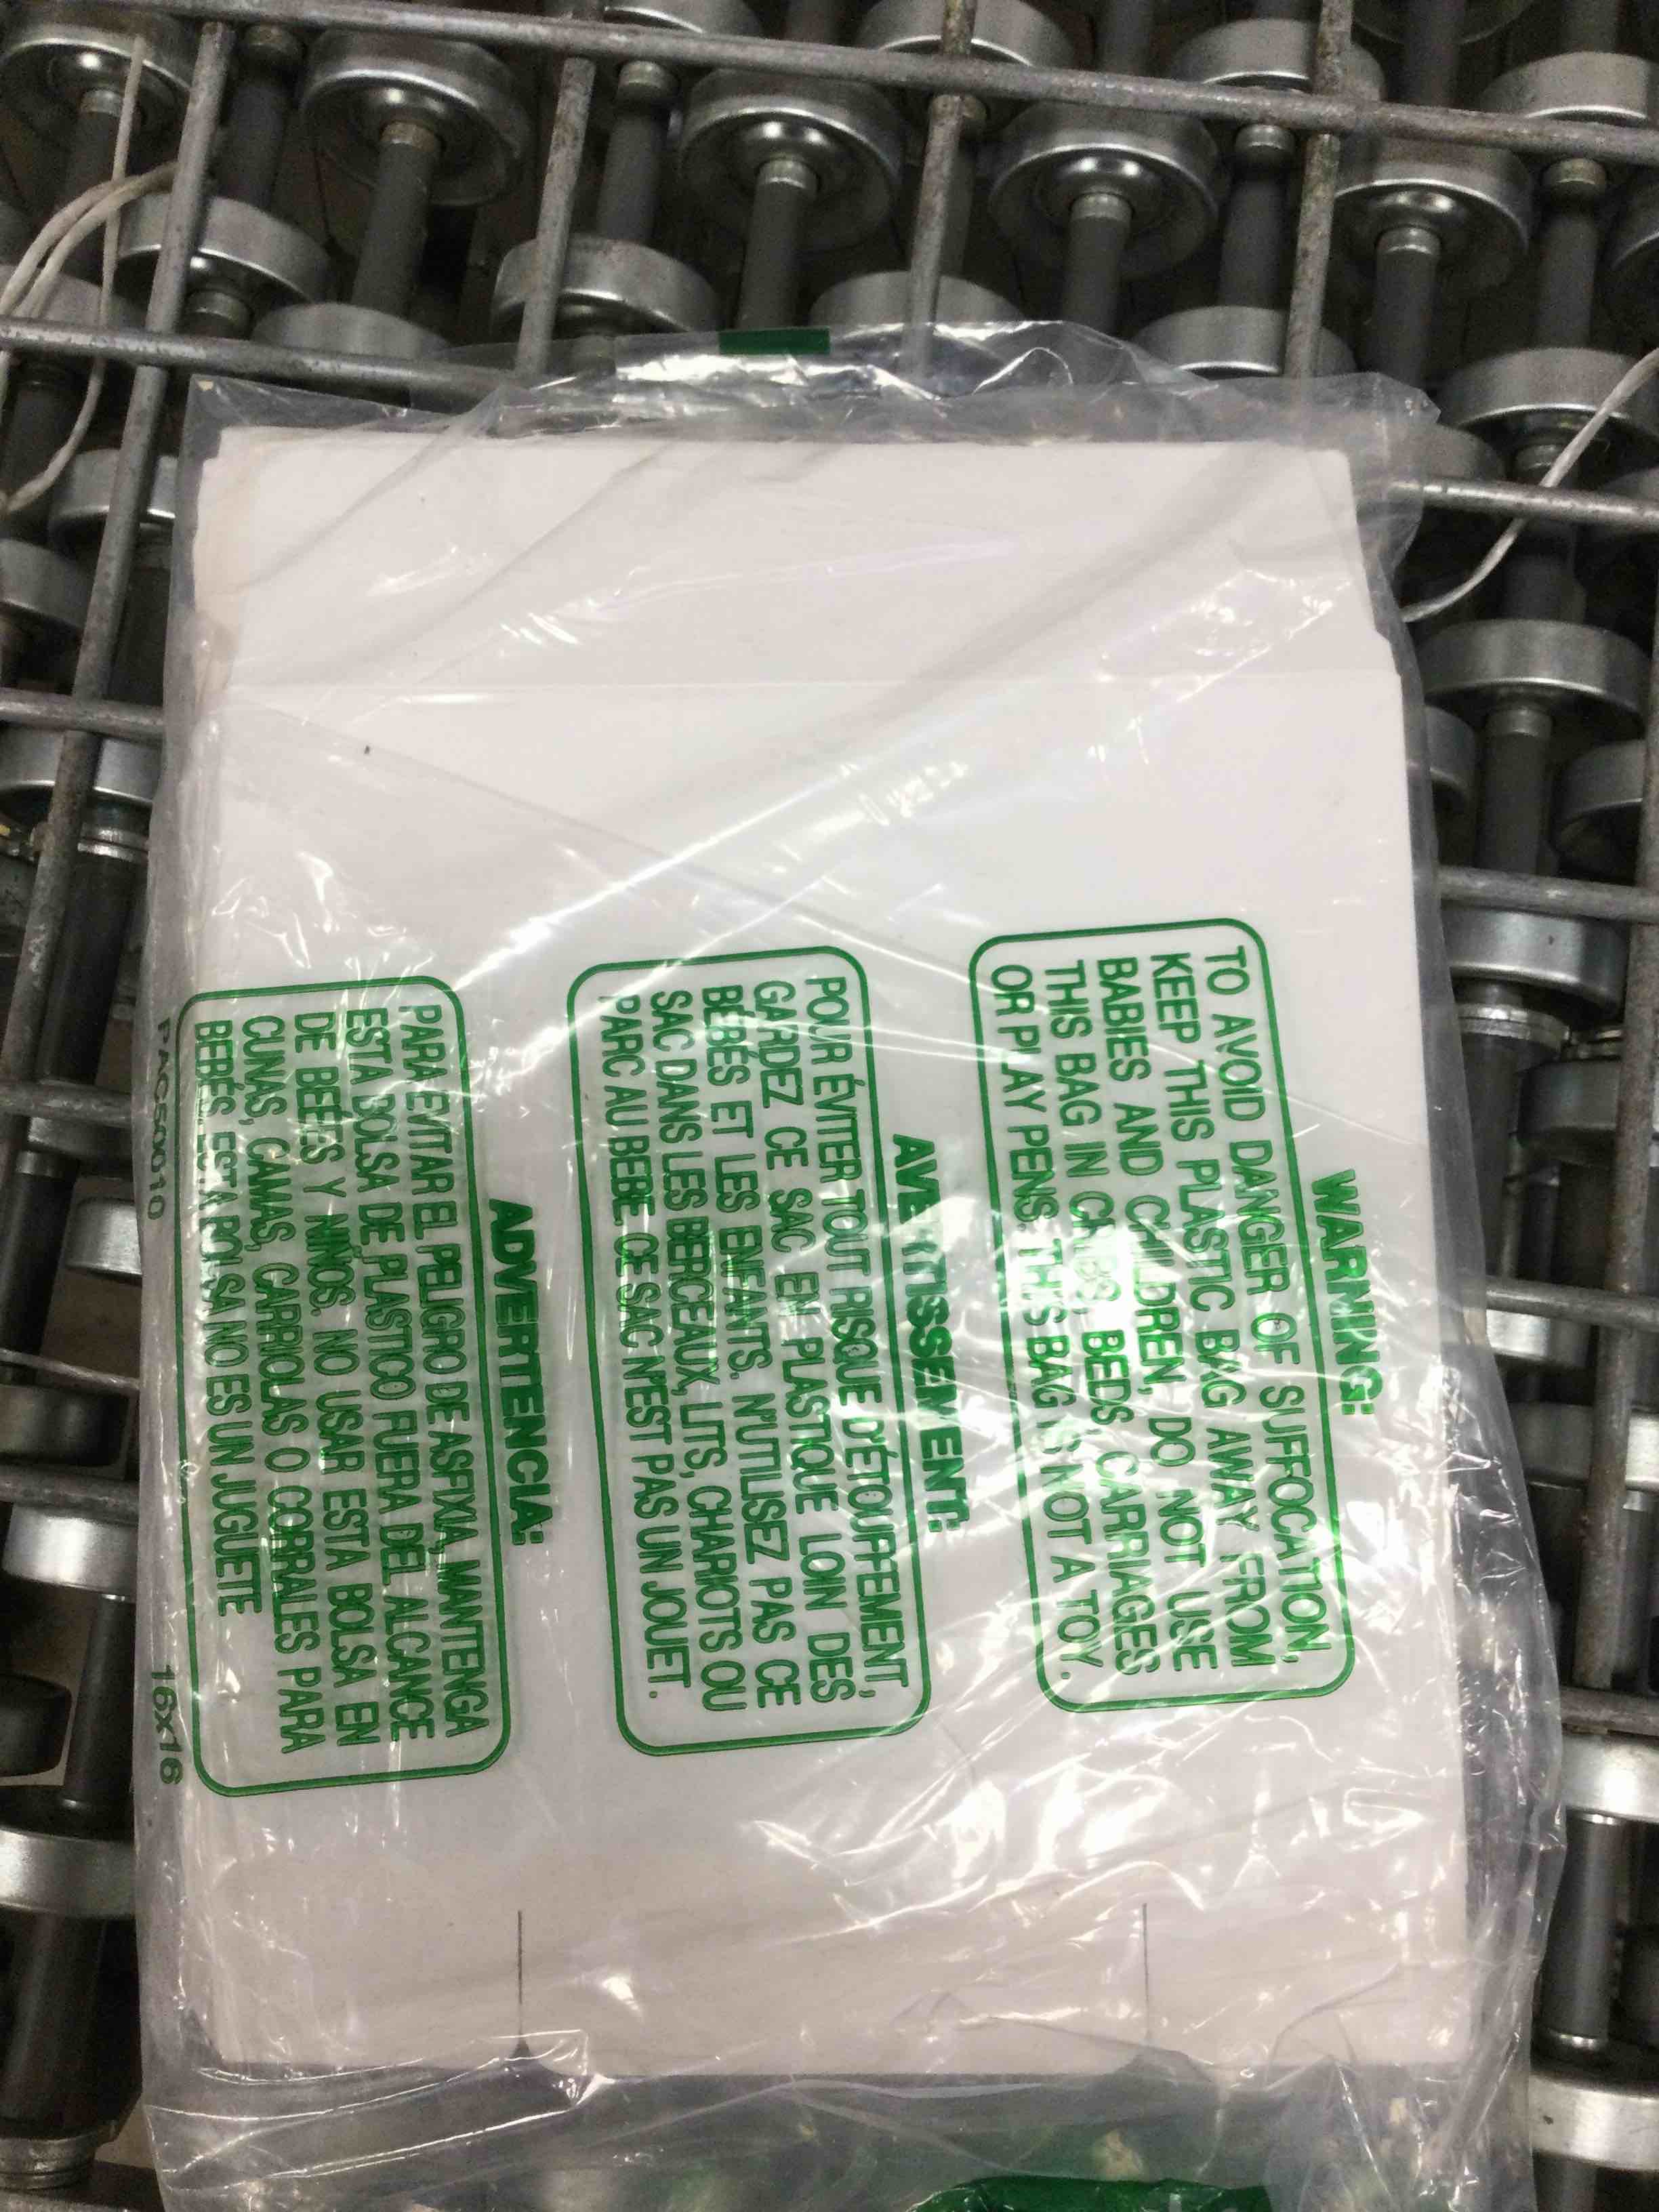 WARNING:
TO AVOID DANGER OF SUFFOCATION,
KEEP THIS PLASTIC BAG AWAY FROM
BABIES AND CHILDREN, DO NOT USE
THIS BAG IN CRIBS, BEDS, CARRIAGES
OR PLAY PENS. THIS BAG IS NOT A TOY.
AVERTISSEMENT:
POUR ÉVITER TOUT RISQUE D'ÉTOUFFEMENT,
GARDEZ CE SAC EN PLASTIQUE LOIN DES
BÉBÉS ET LES ENFANTS. N'UTILISEZ PAS CE
SAC DANS LES BERCEAUX, LITS, CHARIOTS OU
PARC AU BEBE. CE SAC N'EST PAS UN JOUET.
ADVERTENCIA:
PARA EVITAR EL PELIGRO DE ASFIXIA, MANTENGA
ESTA BOLSA DE PLASTICO FUERA DEL ALCANCE
DE BÉES Y NIÑOS. NO USAR ESTA BOLSA EN
CUNAS, CAMAS, CARRIOLAS O CORRALES PARA
BEBÉS, ESTA BOLSA NO ES UN JUGUETE
PAC50010 16X16